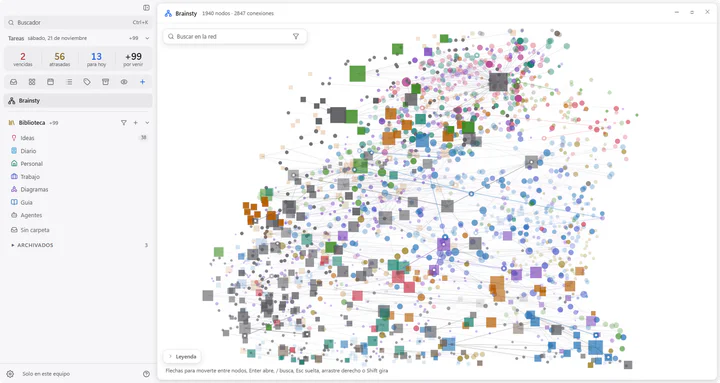 Buscador Ctrl+K
Tareas sábado, 21 de noviembre +99
2 56 13 +99
vencidas atrasadas para hoy por venir
Brainsty
Biblioteca +99
Ideas 38
Diario
Personal
Trabajo
Diagramas
Guía
Agentes
Sin carpeta
ARCHIVADOS 3
Solo en este equipo
Brainsty 1940 nodos · 2847 conexiones
Buscar en la red
Leyenda
Flechas para moverte entre nodos, Enter abre, / busca, Esc suelta, arrastre derecho o Shift gira